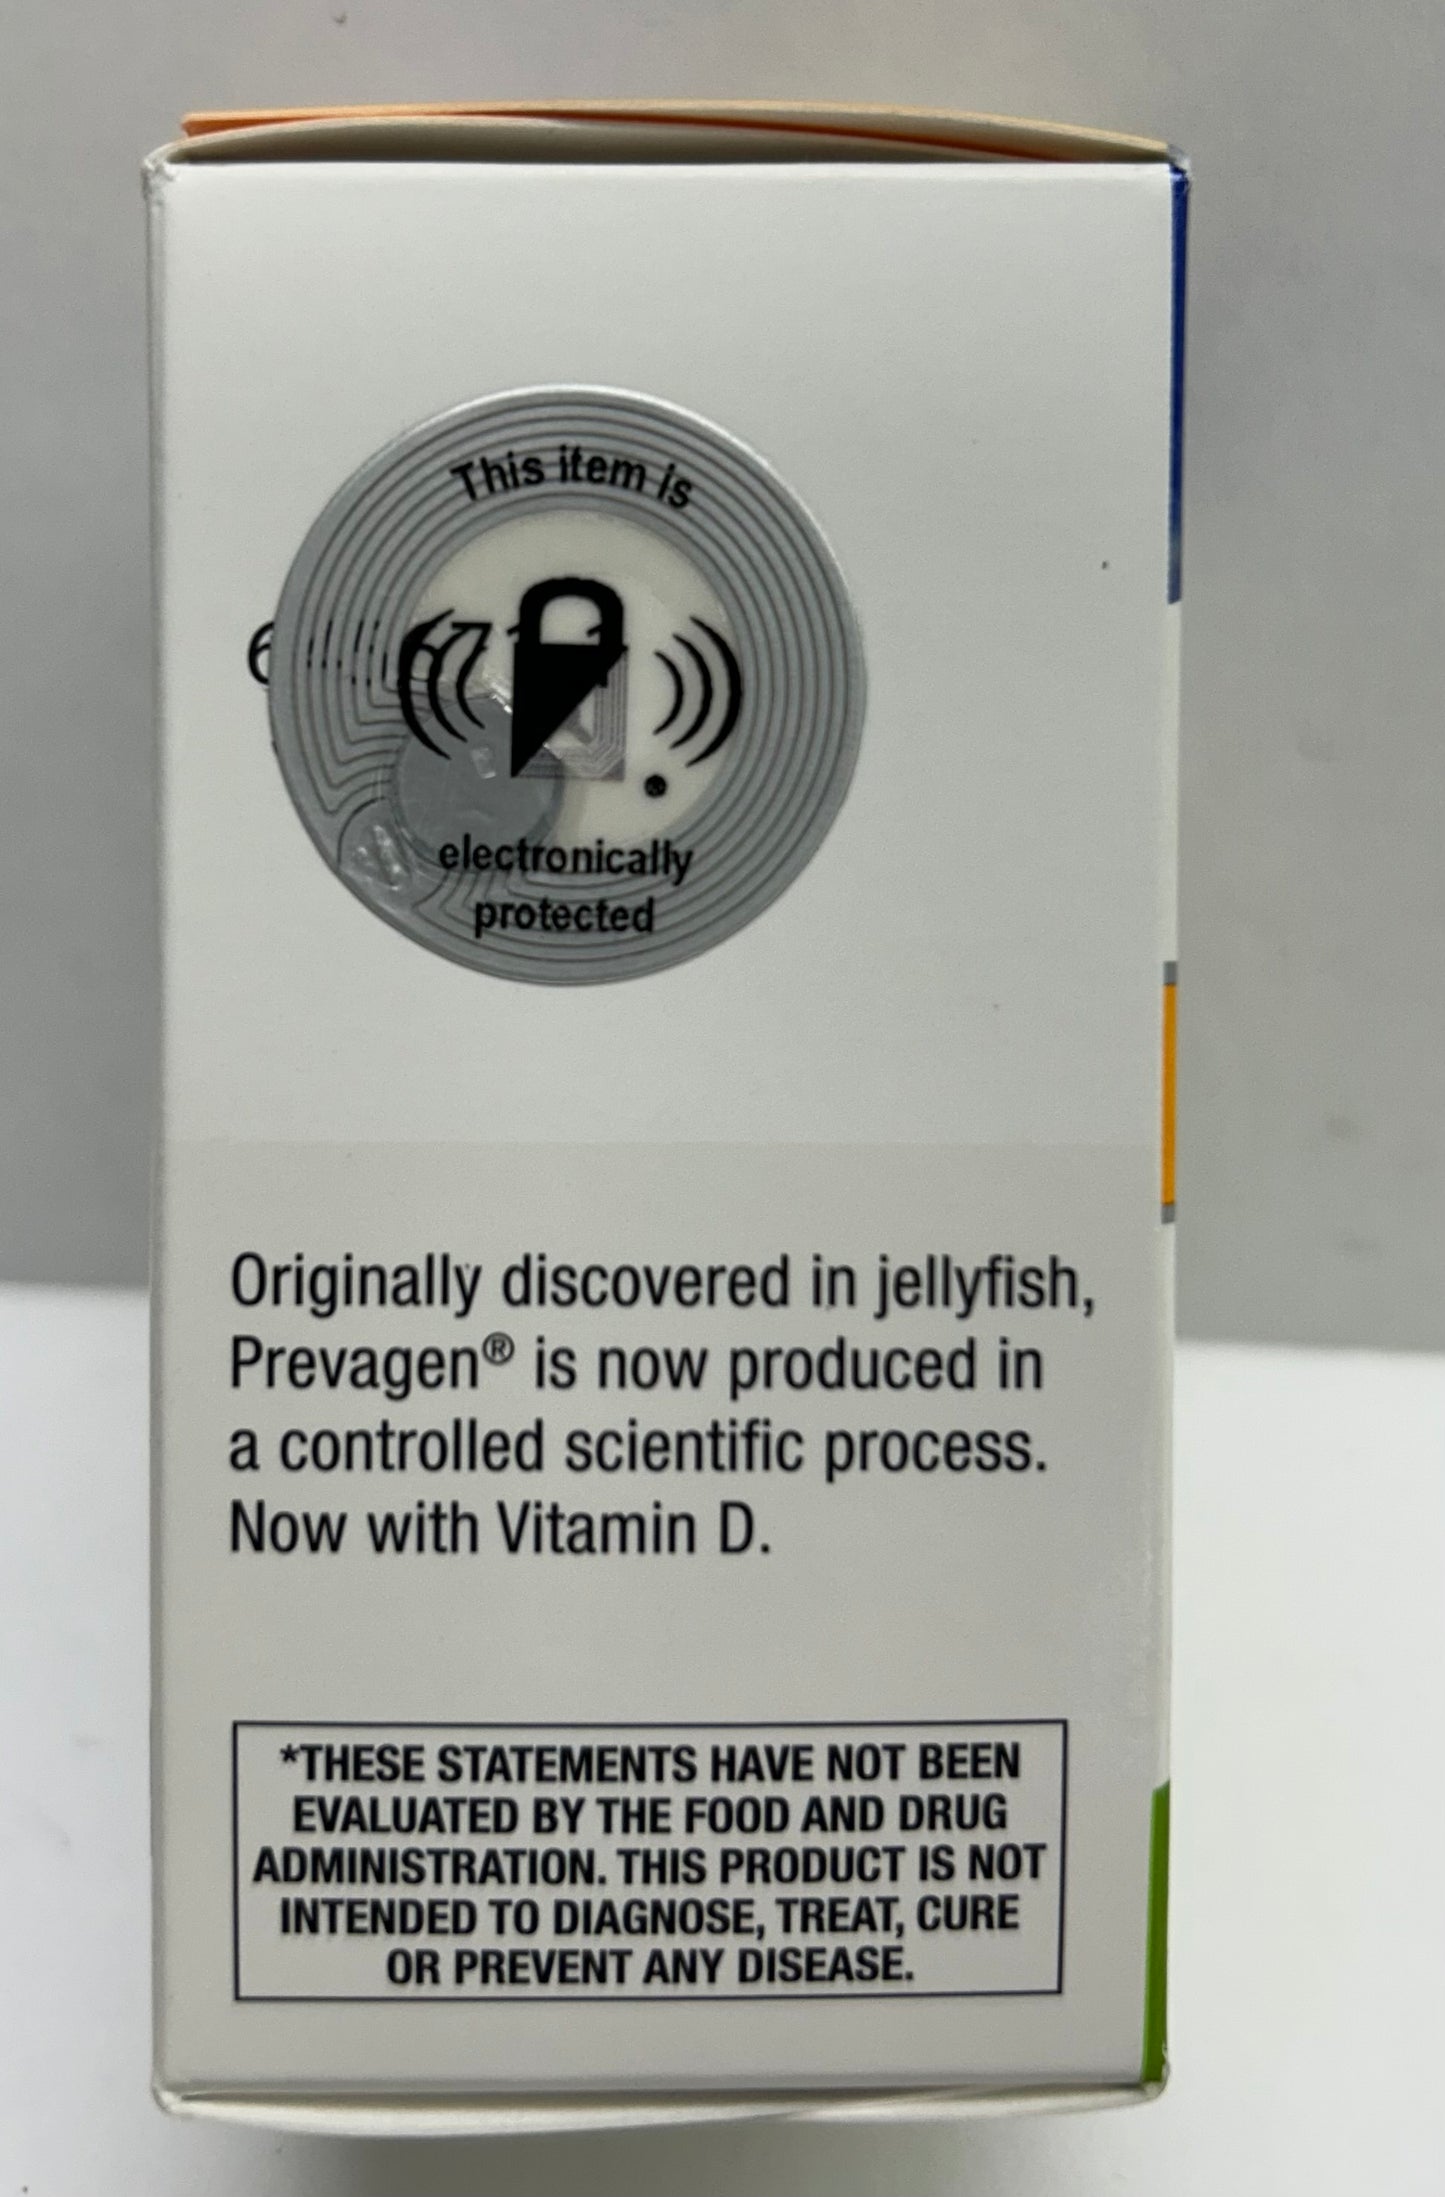 This item is
electronically
protected
Originally discovered in jellyfish,
Prevagen® is now produced in
a controlled scientific process.
Now with Vitamin D.
*THESE STATEMENTS HAVE NOT BEEN
EVALUATED BY THE FOOD AND DRUG
ADMINISTRATION. THIS PRODUCT IS NOT
INTENDED TO DIAGNOSE, TREAT, CURE
OR PREVENT ANY DISEASE.